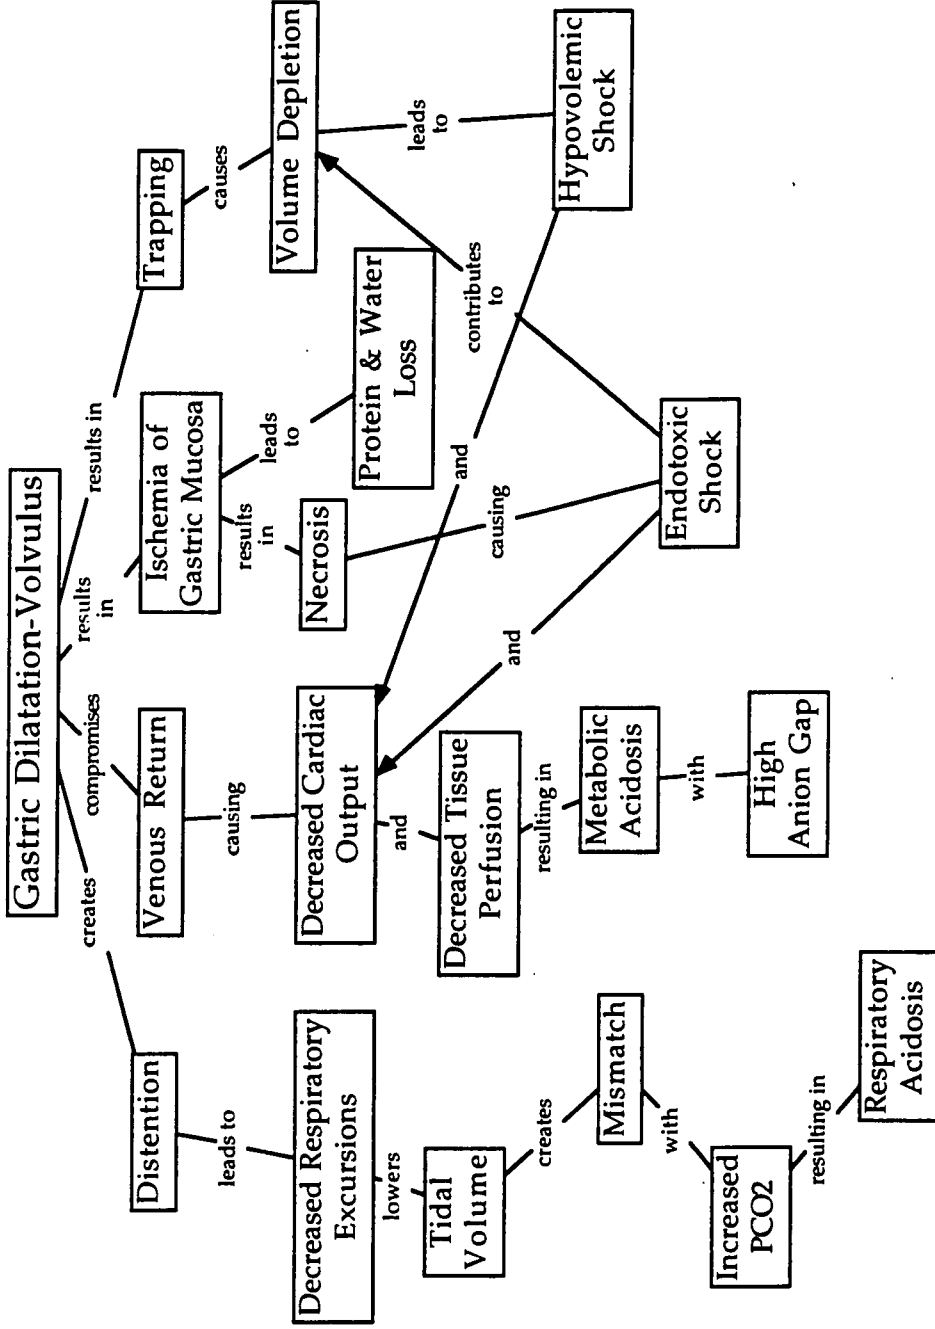 Gastric Dilatation-Volvulus
creates
compromises
results
in
results in
Distention
Venous Return
Ischemia of
Gastric Mucosa
Trapping
leads to
causing
results
in
leads
to
causes
Decreased Respiratory
Excursions
Decreased Cardiac
Output
Necrosis
Protein & Water
Loss
Volume Depletion
lowers
and
and
causing
contributes
to
leads
to
Tidal
Volume
Decreased Tissue
Perfusion
and
creates
resulting in
Hypovolemic
Shock
Mismatch
Metabolic
Acidosis
Endotoxic
Shock
with
with
Increased
PCO2
High
Anion Gap
resulting in
Respiratory
Acidosis